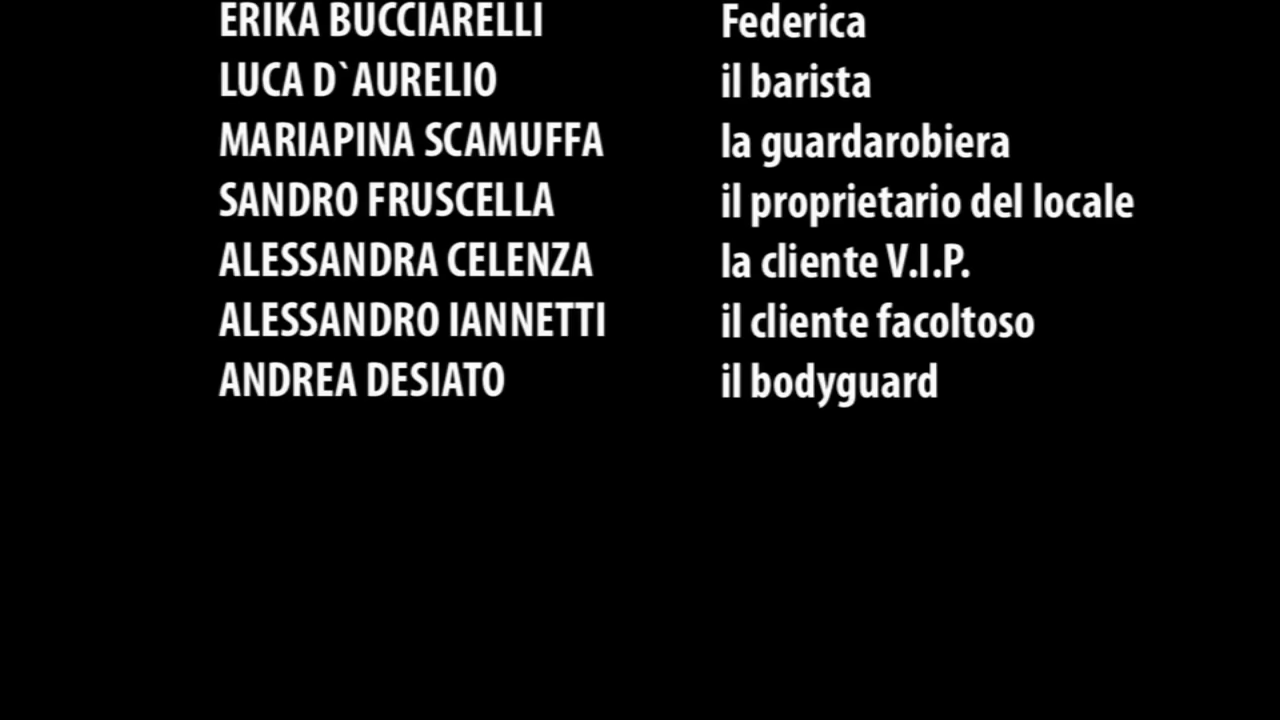 ERIKA BUCCIARELLI Federica
LUCA D`AURELIO il barista
MARIAPINA SCAMUFFA la guardarobiera
SANDRO FRUSCELLA il proprietario del locale
ALESSANDRA CELENZA la cliente V.I.P.
ALESSANDRO IANNETTI il cliente facoltoso
ANDREA DESIATO il bodyguard